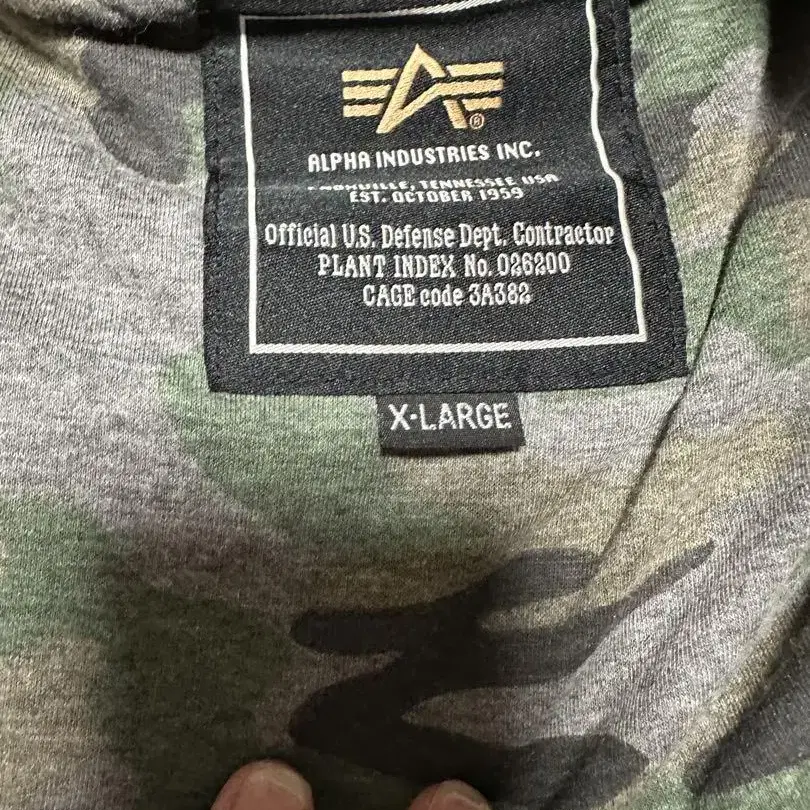 ®
ALPHA INDUSTRIES INC.
KNOXVILLE, TENNESSEE USA
EST. OCTOBER 1959
Official U.S. Defense Dept. Contractor
PLANT INDEX No. 026200
CAGE code 3A382
X-LARGE